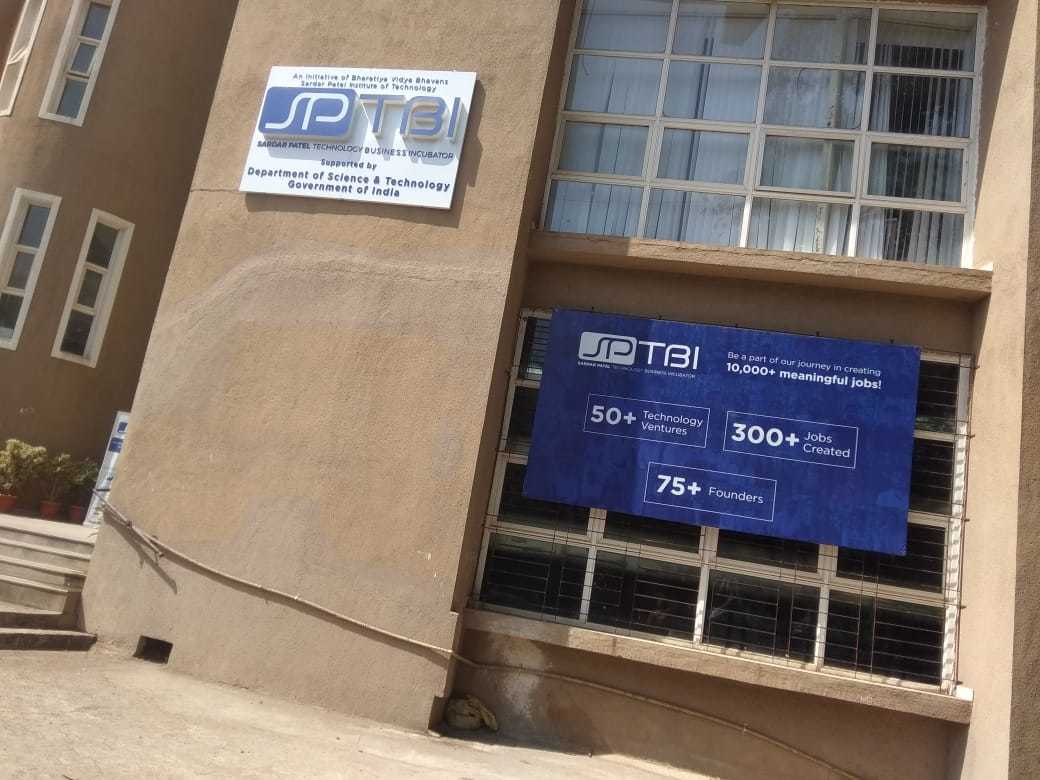 An Initiative of Bharatiya Vidya Bhavans
Sardar Patel Institute of Technology
SPTBI
SARDAR PATEL TECHNOLOGY BUSINESS INCUBATOR
Supported by
Department of Science & Technology
Government of India
SPTBI
SARDAR PATEL TECHNOLOGY BUSINESS INCUBATOR
Be a part of our journey in creating
10,000+ meaningful jobs!
50+ Technology
Ventures
300+ Jobs
Created
75+ Founders